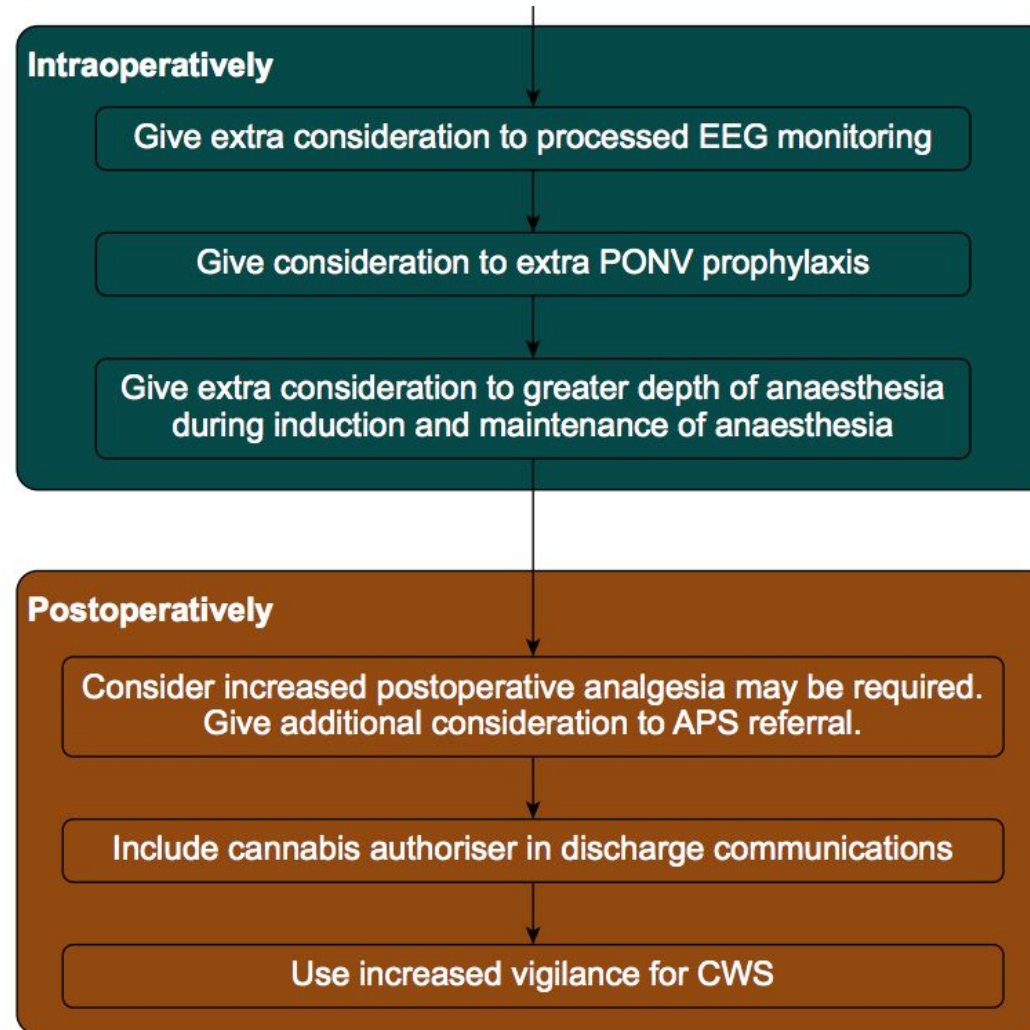 Intraoperatively
Give extra consideration to processed EEG monitoring
Give consideration to extra PONV prophylaxis
Give extra consideration to greater depth of anaesthesia
during induction and maintenance of anaesthesia
Postoperatively
Consider increased postoperative analgesia may be required.
Give additional consideration to APS referral.
Include cannabis authoriser in discharge communications
Use increased vigilance for CWS